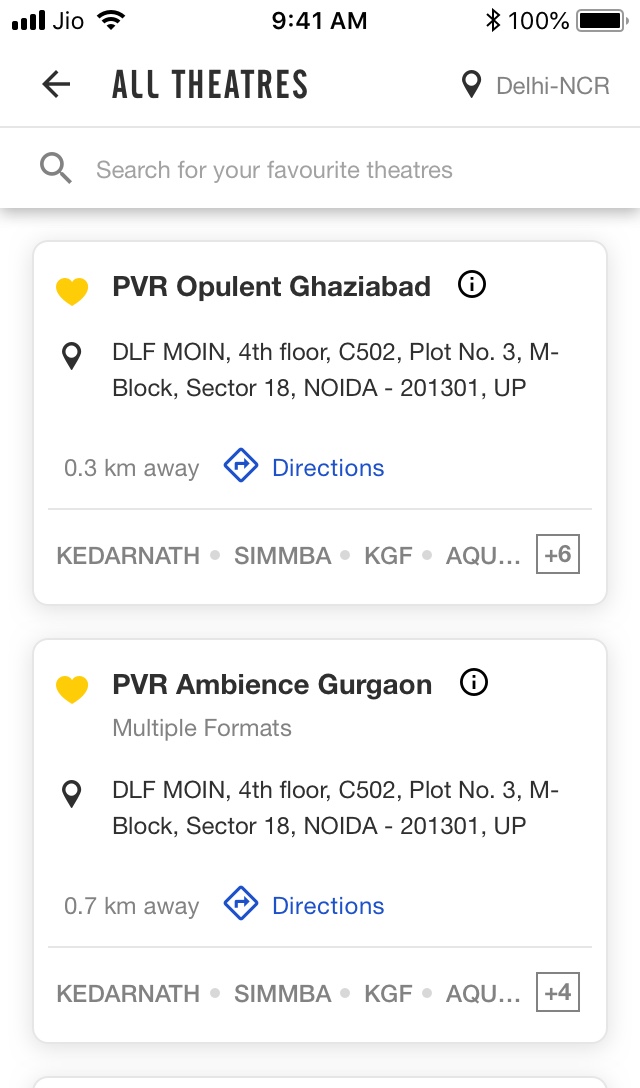 Jio 9:41 AM 100%
ALL THEATRES Delhi-NCR
Search for your favourite theatres
PVR Opulent Ghaziabad
DLF MOIN, 4th floor, C502, Plot No. 3, M-
Block, Sector 18, NOIDA - 201301, UP
0.3 km away Directions
KEDARNATH • SIMMBA • KGF • AQU... +6
PVR Ambience Gurgaon
Multiple Formats
DLF MOIN, 4th floor, C502, Plot No. 3, M-
Block, Sector 18, NOIDA - 201301, UP
0.7 km away Directions
KEDARNATH • SIMMBA • KGF • AQU... +4